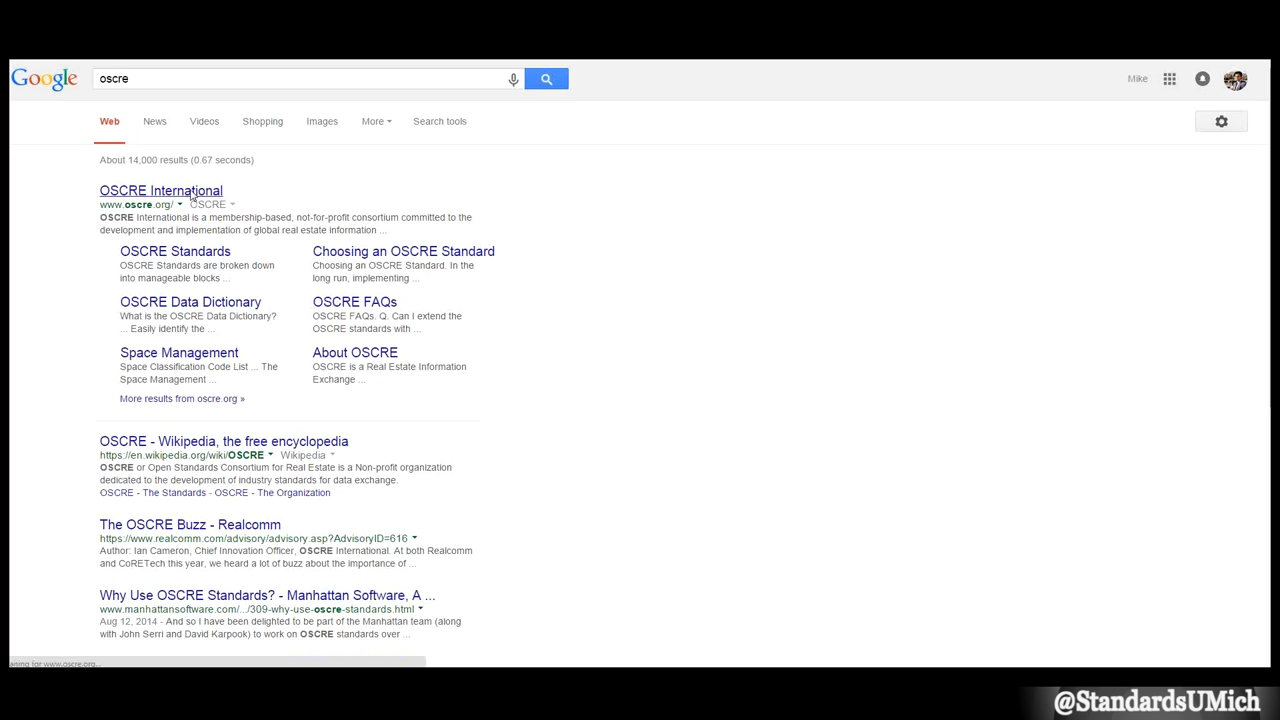 Google
oscre
Mike
Web News Videos Shopping Images More Search tools
About 14,000 results (0.67 seconds)
OSCRE International
www.oscre.org/ OSCRE
OSCRE International is a membership-based, not-for-profit consortium committed to the
development and implementation of global real estate information ...
OSCRE Standards
OSCRE Standards are broken down
into manageable blocks ...
Choosing an OSCRE Standard
Choosing an OSCRE Standard. In the
long run, implementing ...
OSCRE Data Dictionary
What is the OSCRE Data Dictionary?
... Easily identify the ...
OSCRE FAQs
OSCRE FAQs. Q. Can I extend the
OSCRE standards with ...
Space Management
Space Classification Code List ... The
Space Management ...
About OSCRE
OSCRE is a Real Estate Information
Exchange ...
More results from oscre.org »
OSCRE - Wikipedia, the free encyclopedia
https://en.wikipedia.org/wiki/OSCRE Wikipedia
OSCRE or Open Standards Consortium for Real Estate is a Non-profit organization
dedicated to the development of industry standards for data exchange.
OSCRE - The Standards - OSCRE - The Organization
The OSCRE Buzz - Realcomm
https://www.realcomm.com/advisory/advisory.asp?AdvisoryID=616
Author: Ian Cameron, Chief Innovation Officer, OSCRE International. At both Realcomm
and CoRETech this year, we heard a lot of buzz about the importance of ...
Why Use OSCRE Standards? - Manhattan Software, A ...
www.manhattansoftware.com/.../309-why-use-oscre-standards.html
Aug 12, 2014 - And so I have been delighted to be part of the Manhattan team (along
with John Serri and David Karpook) to work on OSCRE standards over ...
for www.oscre.org...
@StandardsUMich